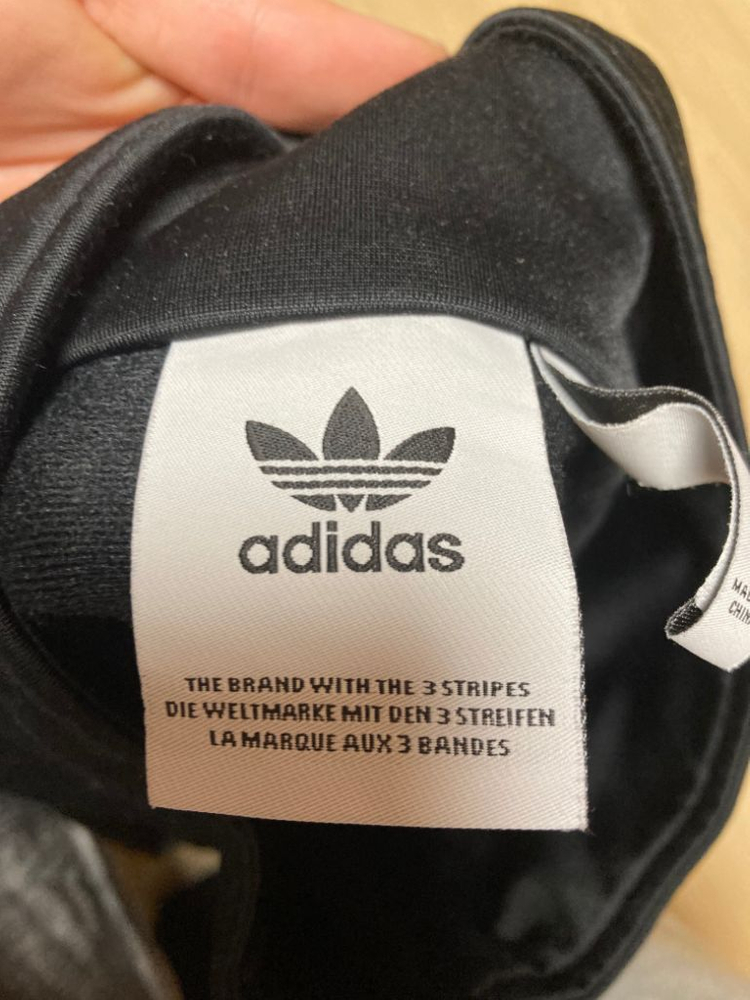 adidas
THE BRAND WITH THE 3 STRIPES
DIE WELTMARKE MIT DEN 3 STREIFEN
LA MARQUE AUX 3 BANDES